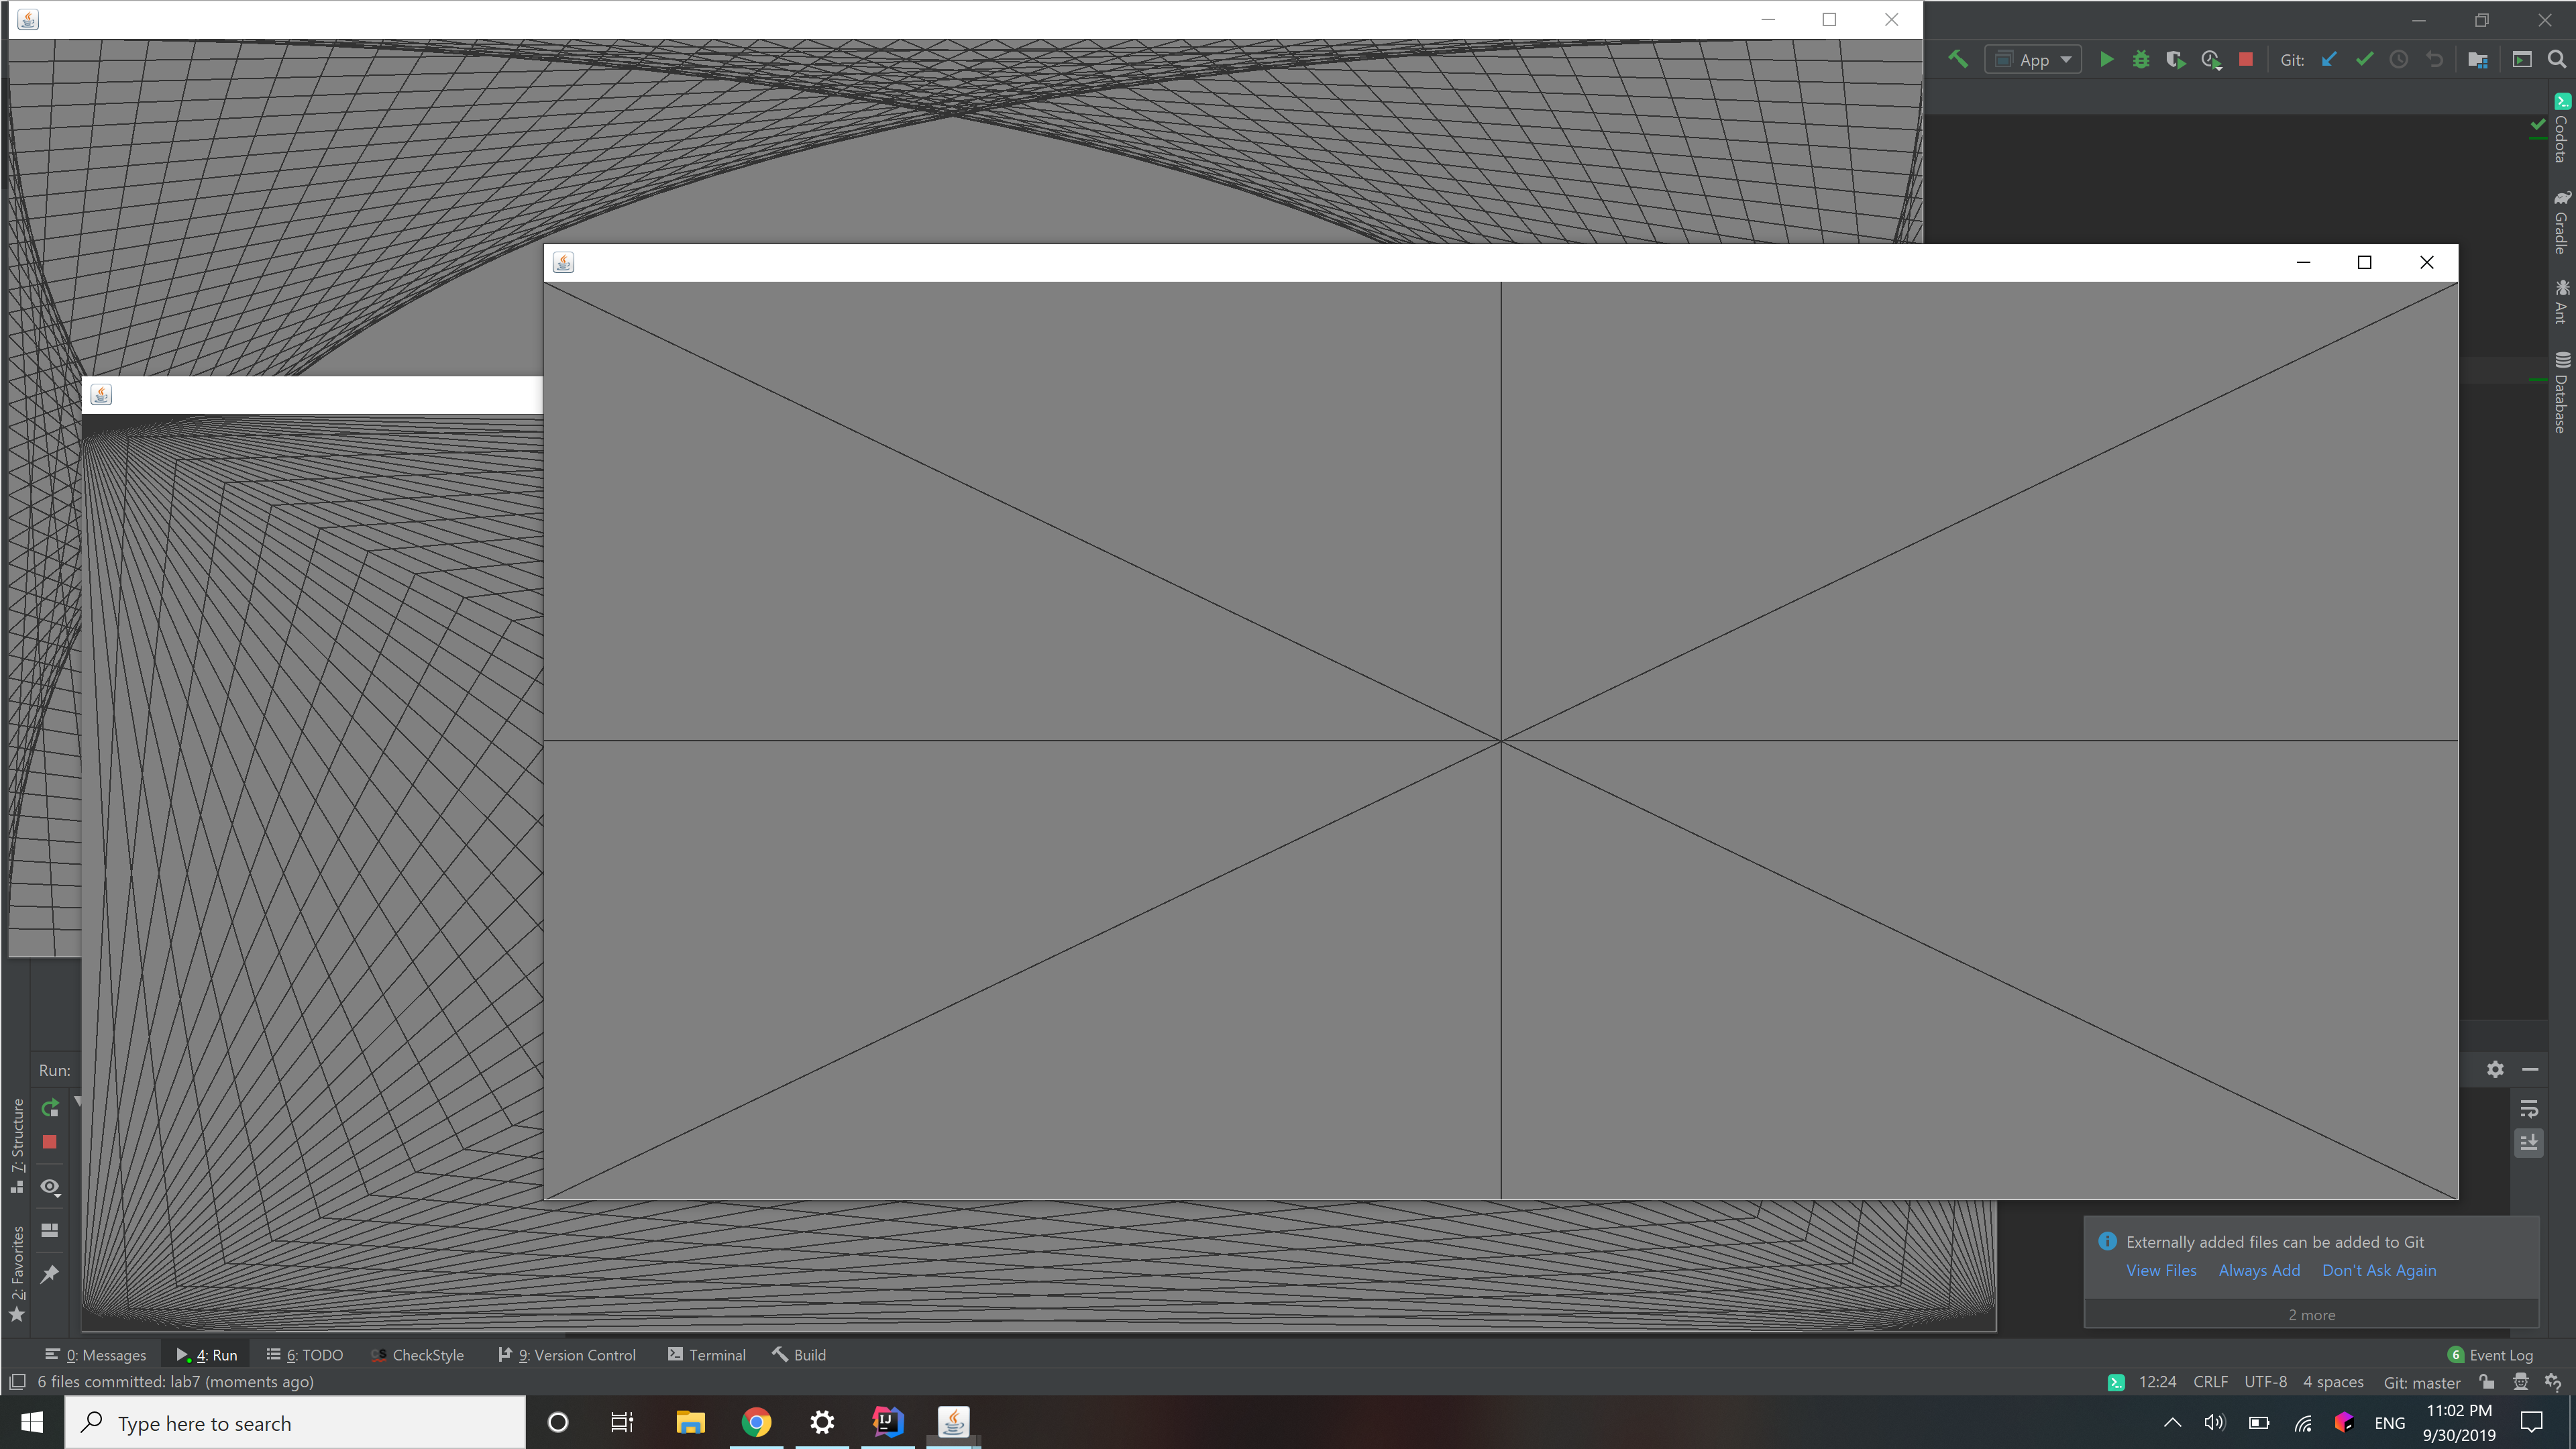 App
Git:
Codota
Gradle
Ant
Database
Run:
7: Structure
2: Favorites
Externally added files can be added to Git
View Files Always Add Don't Ask Again
2 more
0: Messages 4: Run 6: TODO CS CheckStyle 9: Version Control Terminal Build 6 Event Log
6 files committed: lab7 (moments ago) 12:24 CRLF UTF-8 4 spaces Git: master
Type here to search IJ ENG 11:02 PM
9/30/2019